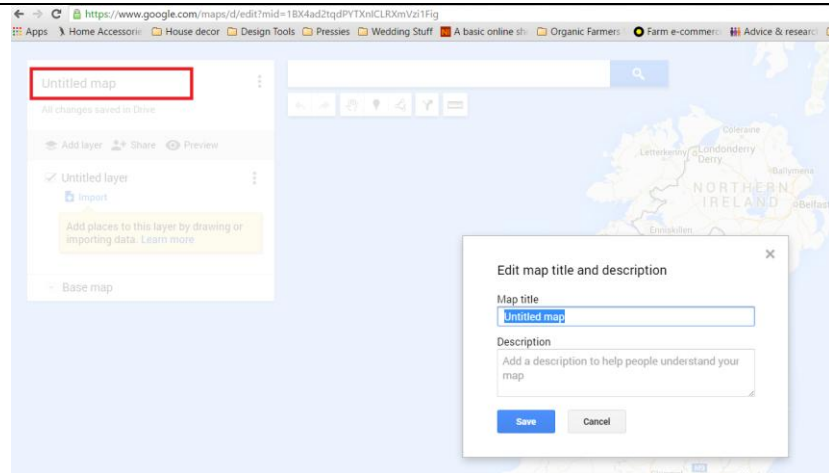 https://www.google.com/maps/d/edit?mid=1BX4ad2tqdPYTXnICLRXmVzi1Fig
Apps Home Accessorie House decor Design Tools Pressies Wedding Stuff A basic online sh Organic Farmers Farm e-commerc Advice & researc
Untitled map
All changes saved in Drive
Add layer Share Preview
Untitled layer
Import
Add places to this layer by drawing or
importing data. Learn more
Base map
Coleraine
Letterkenny Londonderry
Derry
Ballymena
NORTHERN
IRELAND
Belfast
Enniskillen
Edit map title and description
Map title
Untitled map
Description
Add a description to help people understand your
map
Save Cancel